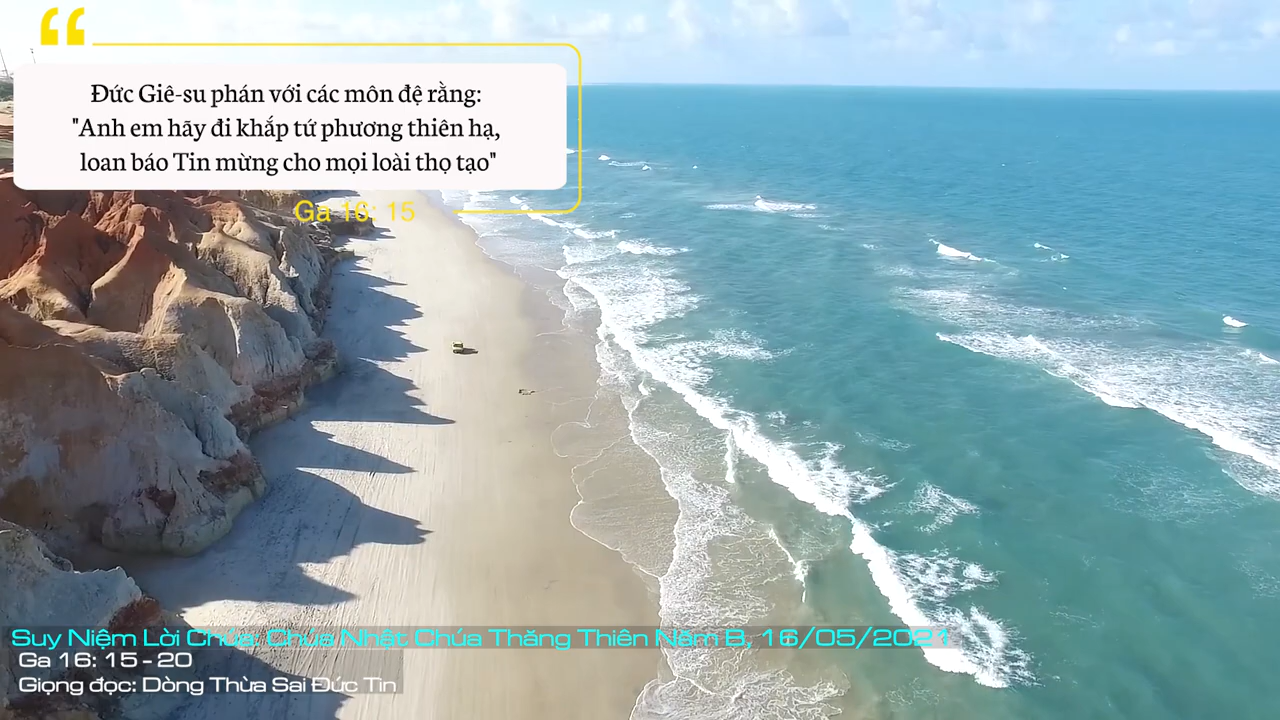 Đức Giê-su phán với các môn đệ rằng:
"Anh em hãy đi khắp tứ phương thiên hạ,
loan báo Tin mừng cho mọi loài thọ tạo"
Ga 16: 15
Suy Niệm Lời Chúa: Chúa Nhật Chúa Thăng Thiên Năm B, 16/05/2021
Ga 16: 15 - 20
Giọng đọc: Dòng Thừa Sai Đức Tin